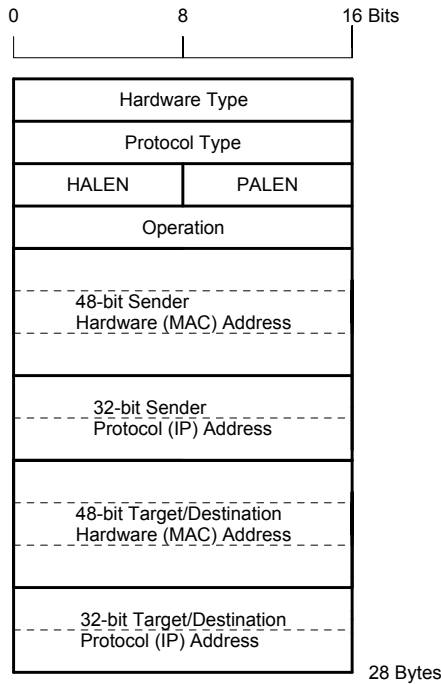 0 8 16 Bits
Hardware Type
Protocol Type
HALEN PALEN
Operation
48-bit Sender
Hardware (MAC) Address
32-bit Sender
Protocol (IP) Address
48-bit Target/Destination
Hardware (MAC) Address
32-bit Target/Destination
Protocol (IP) Address
28 Bytes